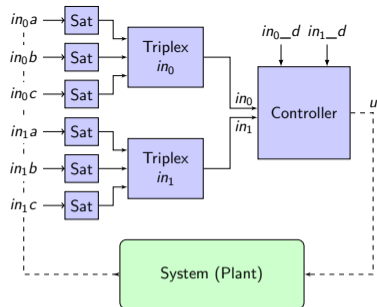 in₀a Sat
in₀b Sat
in₀c Sat
Triplex
in₀
in₁a Sat
in₁b Sat
in₁c Sat
Triplex
in₁
in₀_d in₁_d
in₀
in₁
Controller
u
System (Plant)